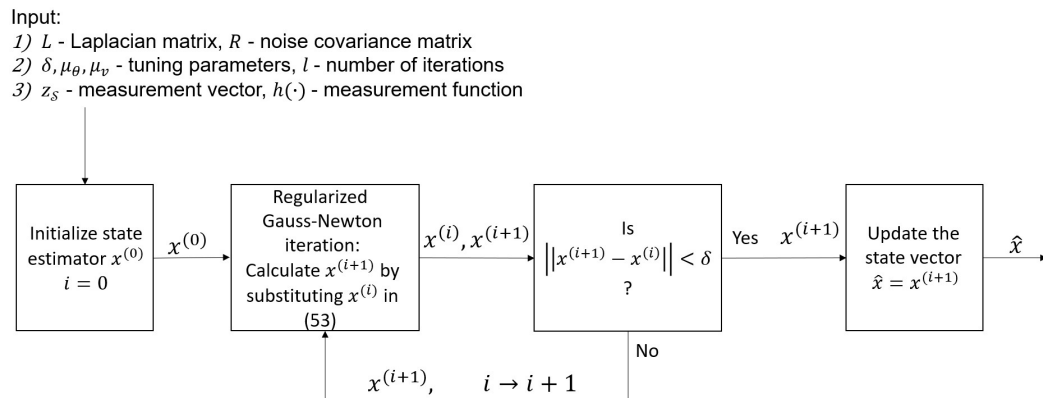 Input:
1) L - Laplacian matrix, R - noise covariance matrix
2) δ, μ_θ, μ_v - tuning parameters, l - number of iterations
3) z_𝒮 - measurement vector, h(·) - measurement function
Initialize state
estimator x^(0)
i = 0
x^(0)
Regularized
Gauss-Newton
iteration:
Calculate x^(i+1) by
substituting x^(i) in
(53)
x^(i), x^(i+1)
Is
||x^(i+1) − x^(i)|| < δ
?
Yes x^(i+1)
Update the
state vector
x̂ = x^(i+1)
x̂
No
x^(i+1), i → i + 1